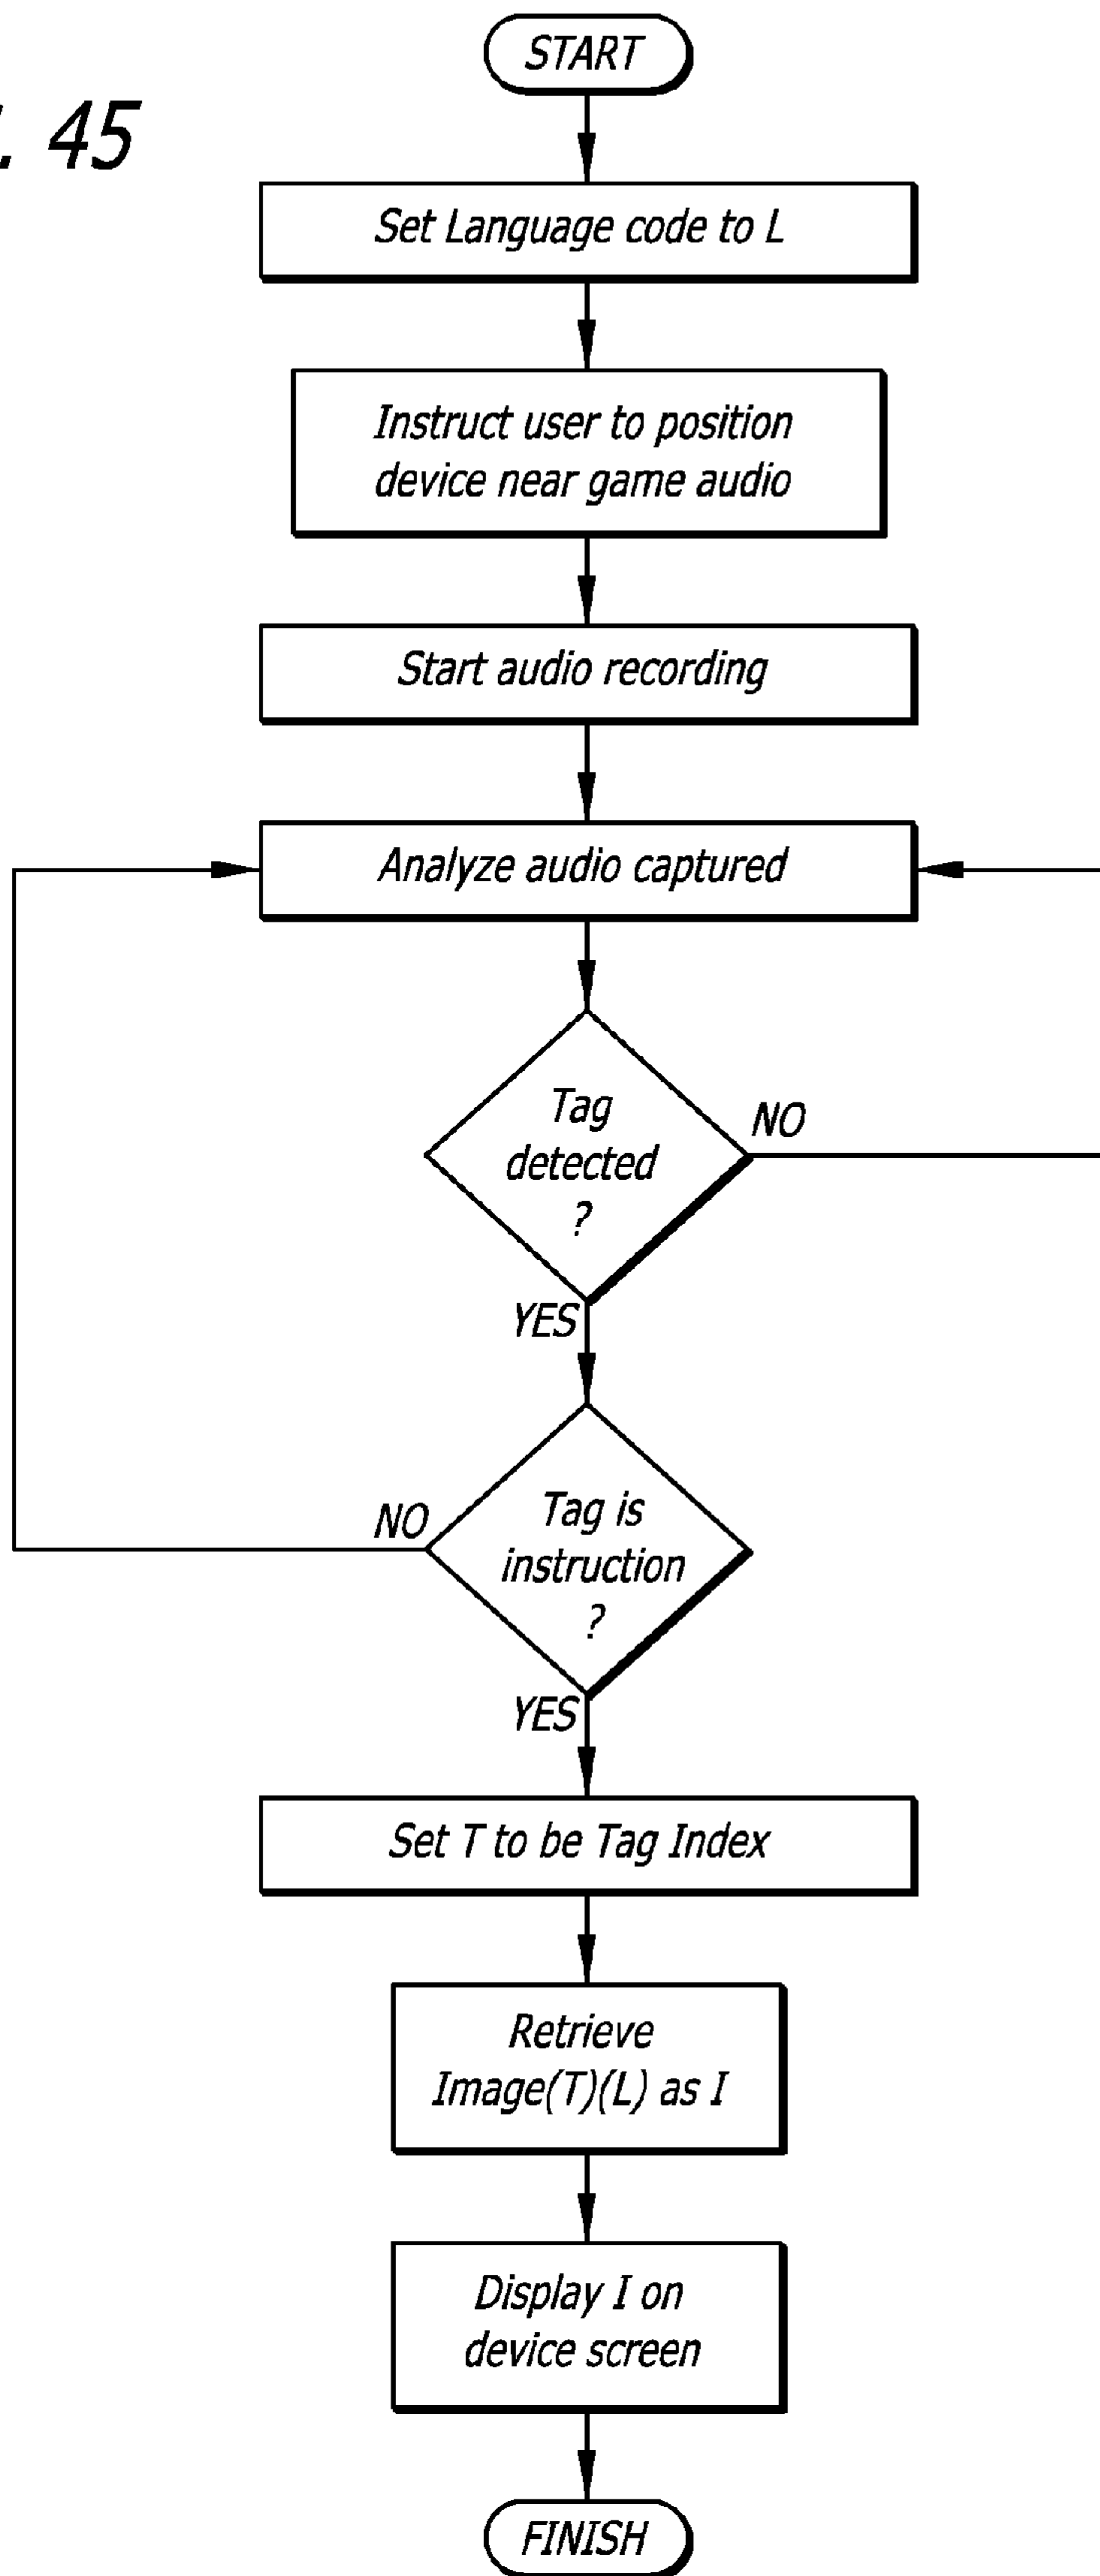 START
. 45
Set Language code to L
Instruct user to position
device near game audio
Start audio recording
Analyze audio captured
Tag
detected
?
NO
YES
Tag is
instruction
?
NO
YES
Set T to be Tag Index
Retrieve
Image(T)(L) as I
Display I on
device screen
FINISH